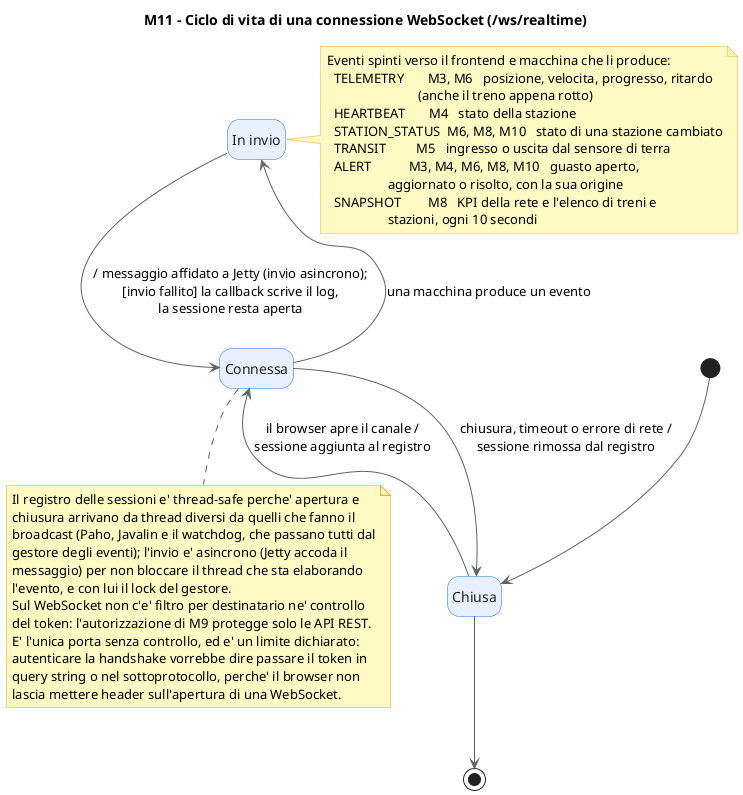 M11 - Ciclo di vita di una connessione WebSocket (/ws/realtime)
Eventi spinti verso il frontend e macchina che li produce:
TELEMETRY M3, M6 posizione, velocita, progresso, ritardo
(anche il treno appena rotto)
HEARTBEAT M4 stato della stazione
STATION_STATUS M6, M8, M10 stato di una stazione cambiato
TRANSIT M5 ingresso o uscita dal sensore di terra
ALERT M3, M4, M6, M8, M10 guasto aperto,
aggiornato o risolto, con la sua origine
SNAPSHOT M8 KPI della rete e l'elenco di treni e
stazioni, ogni 10 secondi
In invio
/ messaggio affidato a Jetty (invio asincrono);
[invio fallito] la callback scrive il log,
la sessione resta aperta
una macchina produce un evento
Connessa
il browser apre il canale /
sessione aggiunta al registro
chiusura, timeout o errore di rete /
sessione rimossa dal registro
Il registro delle sessioni e' thread-safe perche' apertura e
chiusura arrivano da thread diversi da quelli che fanno il
broadcast (Paho, Javalin e il watchdog, che passano tutti dal
gestore degli eventi); l'invio e' asincrono (Jetty accoda il
messaggio) per non bloccare il thread che sta elaborando
l'evento, e con lui il lock del gestore.
Sul WebSocket non c'e' filtro per destinatario ne' controllo
del token: l'autorizzazione di M9 protegge solo le API REST.
E' l'unica porta senza controllo, ed e' un limite dichiarato:
autenticare la handshake vorrebbe dire passare il token in
query string o nel sottoprotocollo, perche' il browser non
lascia mettere header sull'apertura di una WebSocket.
Chiusa